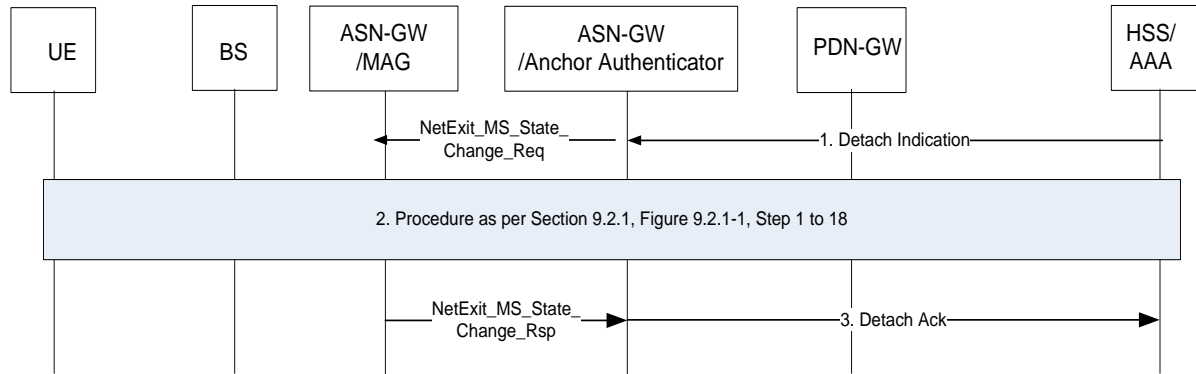 UE
BS
ASN-GW
/MAG
ASN-GW
/Anchor Authenticator
PDN-GW
HSS/
AAA
NetExit_MS_State_
Change_Req
1. Detach Indication
2. Procedure as per Section 9.2.1, Figure 9.2.1-1, Step 1 to 18
NetExit_MS_State_
Change_Rsp
3. Detach Ack